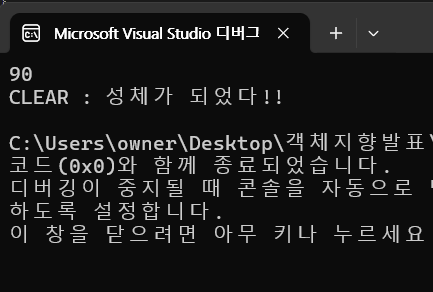 Microsoft Visual Studio 디버그
90
CLEAR : 성체가 되었다!!
C:\Users\owner\Desktop\객체지향발표\
코드(0x0)와 함께 종료되었습니다.
디버깅이 중지될 때 콘솔을 자동으로
하도록 설정합니다.
이 창을 닫으려면 아무 키나 누르세요